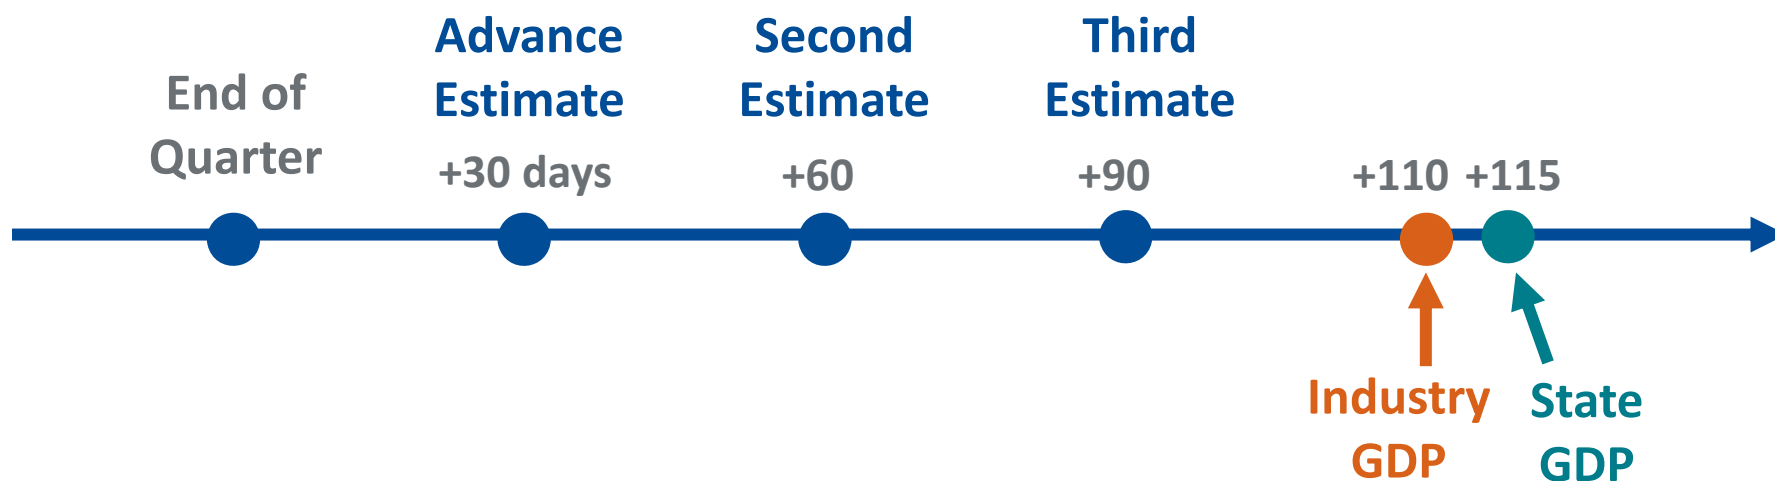 End of
Quarter
Advance
Estimate
+30 days
Second
Estimate
+60
Third
Estimate
+90
+110
+115
Industry
GDP
State
GDP